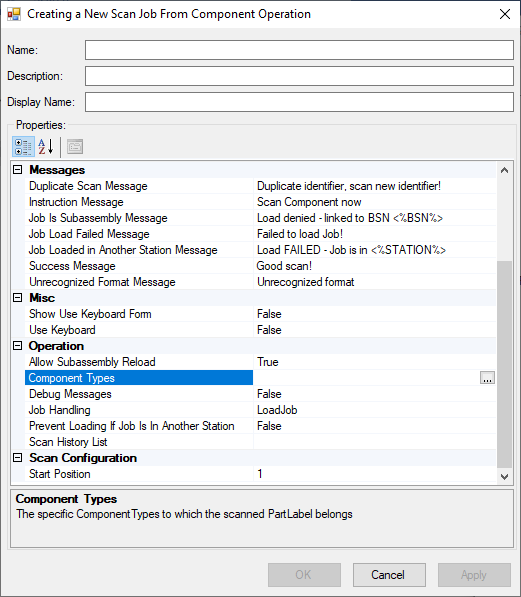 Creating a New Scan Job From Component Operation
Name:
Description:
Display Name:
Properties:
Messages
Duplicate Scan Message Duplicate identifier, scan new identifier!
Instruction Message Scan Component now
Job Is Subassembly Message Load denied - linked to BSN <%BSN%>
Job Load Failed Message Failed to load Job!
Job Loaded in Another Station Message Load FAILED - Job is in <%STATION%>
Success Message Good scan!
Unrecognized Format Message Unrecognized format
Misc
Show Use Keyboard Form False
Use Keyboard False
Operation
Allow Subassembly Reload True
Component Types ...
Debug Messages False
Job Handling LoadJob
Prevent Loading If Job Is In Another Station False
Scan History List
Scan Configuration
Start Position 1
Component Types
The specific ComponentTypes to which the scanned PartLabel belongs
OK Cancel Apply